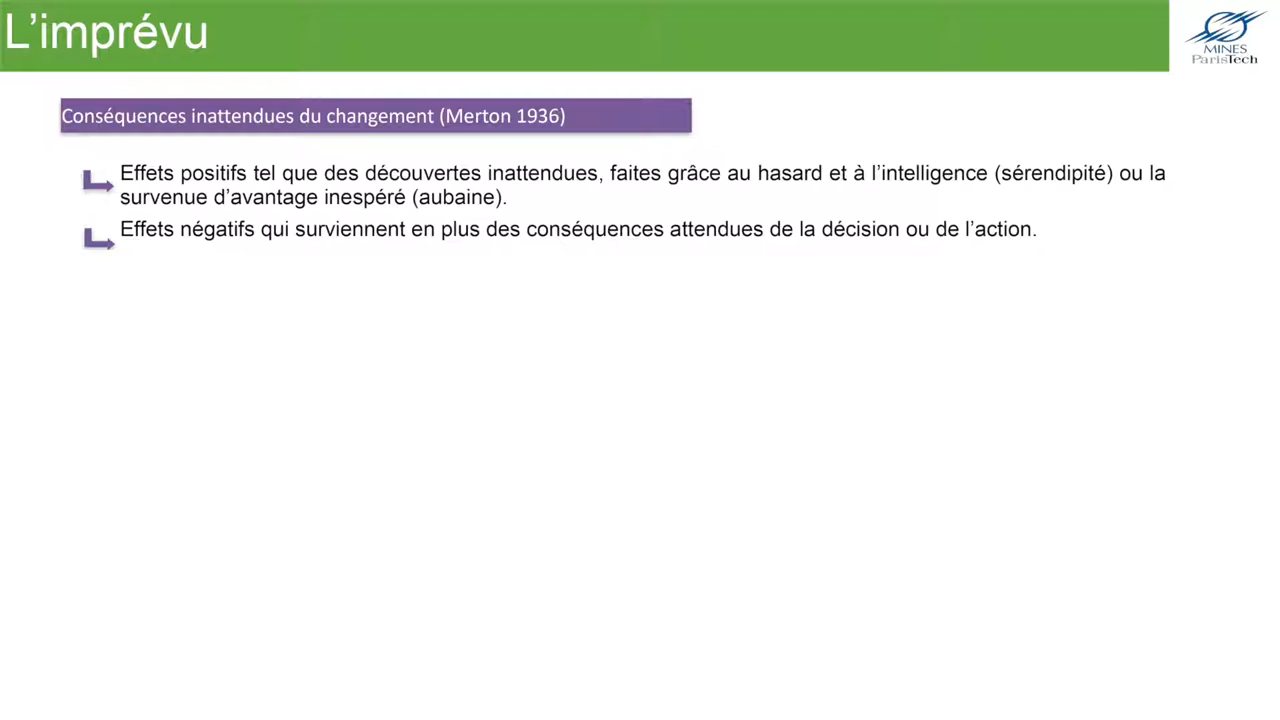 L’imprévu
MINES
ParisTech
Conséquences inattendues du changement (Merton 1936)
Effets positifs tel que des découvertes inattendues, faites grâce au hasard et à l’intelligence (sérendipité) ou la
survenue d’avantage inespéré (aubaine).
Effets négatifs qui surviennent en plus des conséquences attendues de la décision ou de l’action.